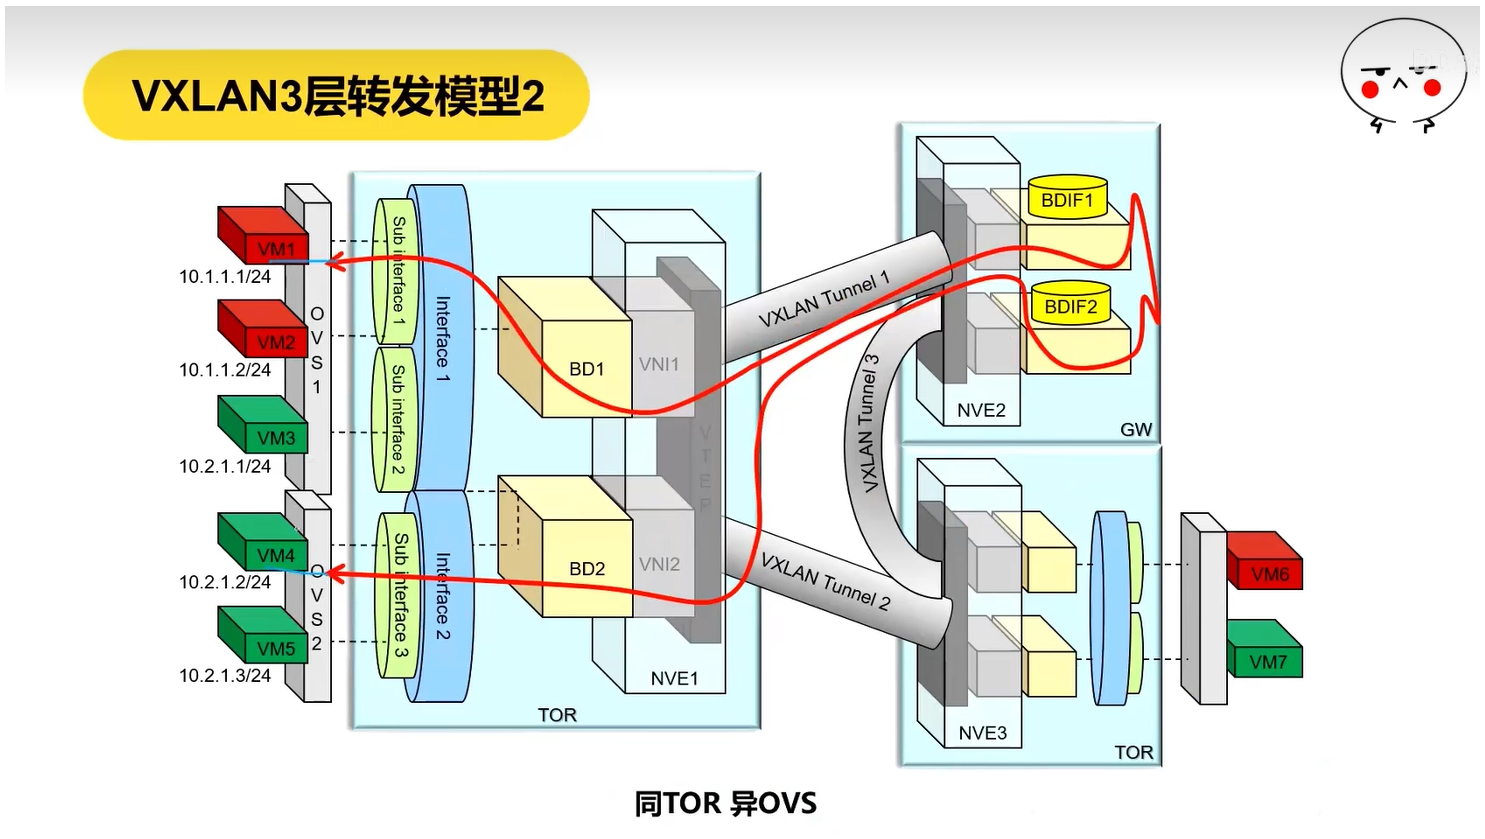 VXLAN3层转发模型2
VM1
10.1.1.1/24
VM2
10.1.1.2/24
VM3
10.2.1.1/24
VM4
10.2.1.2/24
VM5
10.2.1.3/24
OVS1
OVS2
Sub interface 1
Sub interface 2
Sub interface 3
Interface 1
Interface 2
BD1
VNI1
BD2
VNI2
VTEP
NVE1
TOR
VXLAN Tunnel 1
VXLAN Tunnel 2
VXLAN Tunnel 3
BDIF1
BDIF2
NVE2
GW
NVE3
TOR
VM6
VM7
同TOR 异OVS